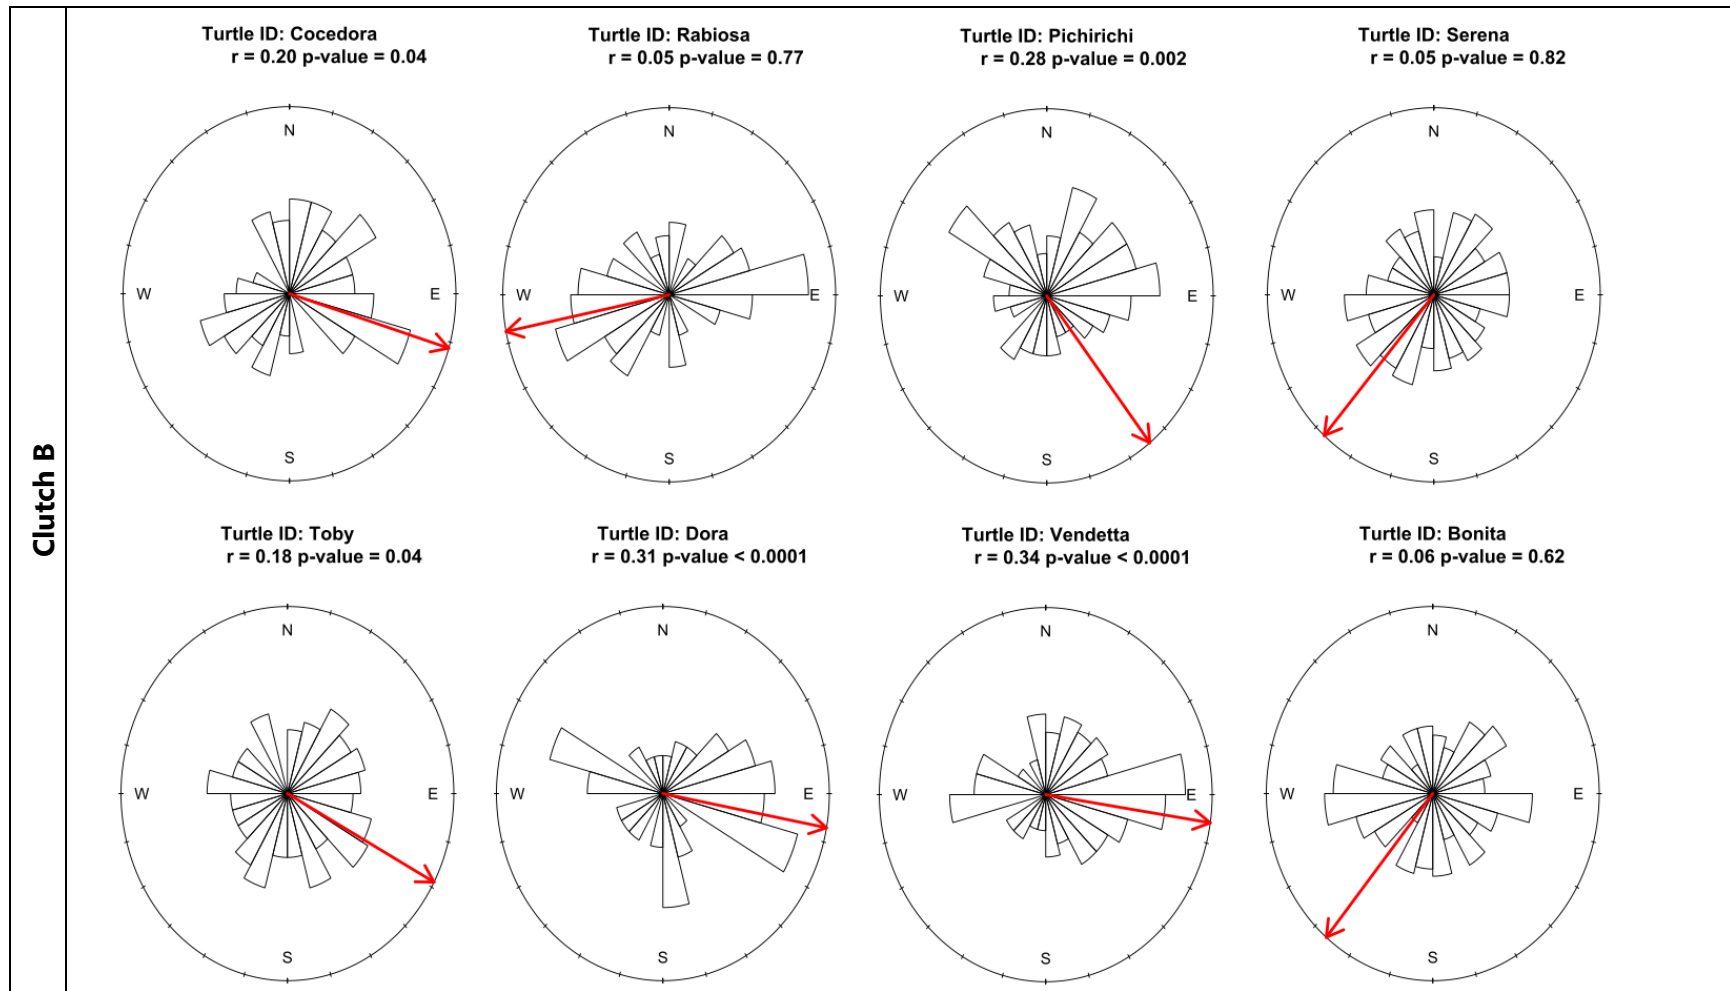 Clutch B
Turtle ID: Cocedora
r = 0.20 p-value = 0.04
N
W
E
S
Turtle ID: Rabiosa
r = 0.05 p-value = 0.77
N
W
E
S
Turtle ID: Pichirichi
r = 0.28 p-value = 0.002
N
W
E
S
Turtle ID: Serena
r = 0.05 p-value = 0.82
N
W
E
S
Turtle ID: Toby
r = 0.18 p-value = 0.04
N
W
E
S
Turtle ID: Dora
r = 0.31 p-value < 0.0001
N
W
E
S
Turtle ID: Vendetta
r = 0.34 p-value < 0.0001
N
W
E
S
Turtle ID: Bonita
r = 0.06 p-value = 0.62
N
W
E
S